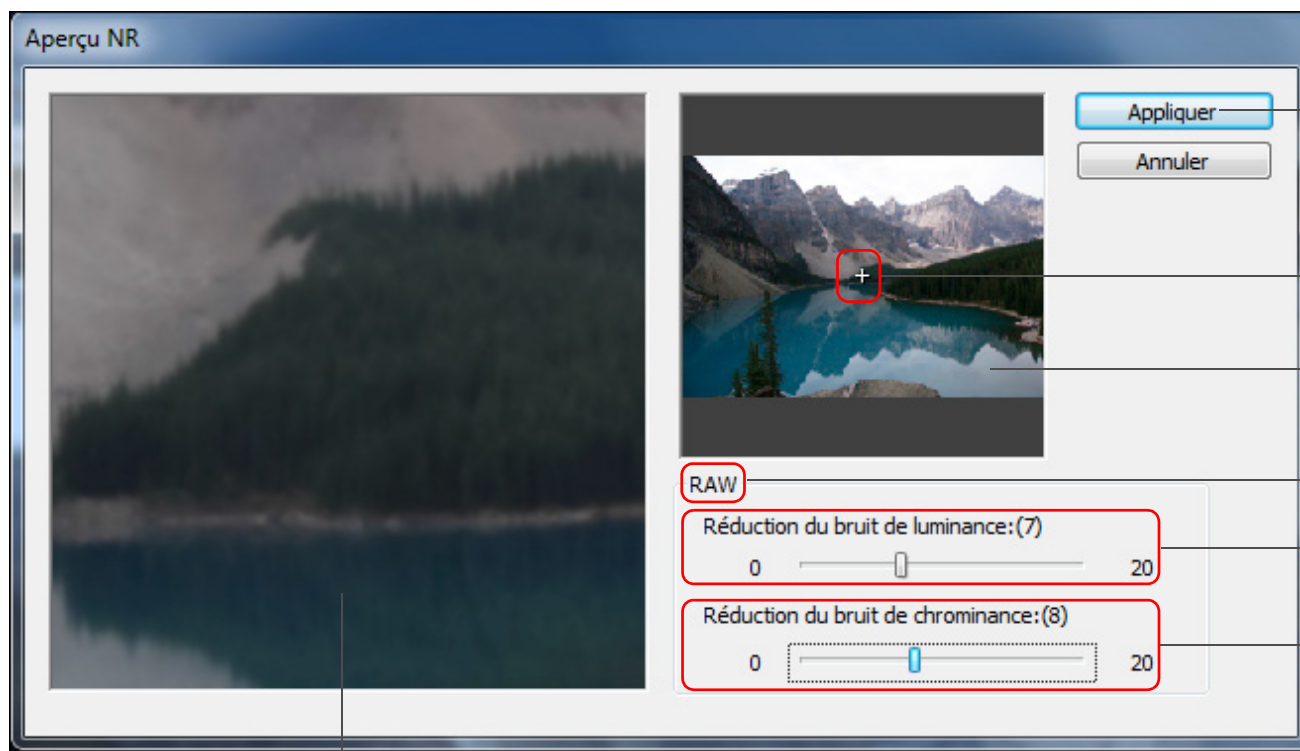 Aperçu NR
Appliquer
Annuler
RAW
Réduction du bruit de luminance:(7)
0 20
Réduction du bruit de chrominance:(8)
0 20